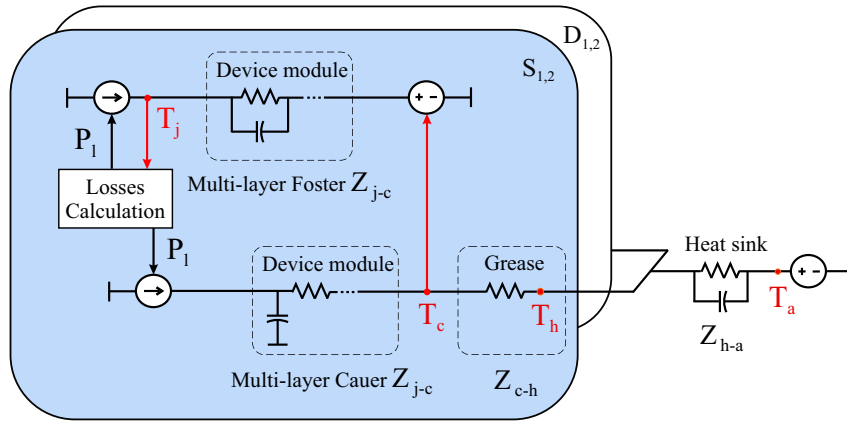 D1,2
S1,2
Device module
+ -
Tj
Pl
Multi-layer Foster Zj-c
Losses
Calculation
Pl
Device module
Grease
Heat sink
+ -
Tc
Th
Ta
Zh-a
Multi-layer Cauer Zj-c
Zc-h